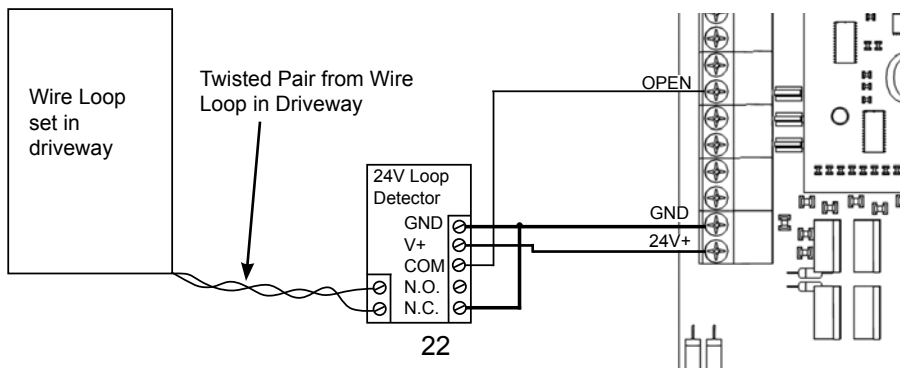 Wire Loop
set in
driveway
Twisted Pair from Wire
Loop in Driveway
24V Loop
Detector
GND
V+
COM
N.O.
N.C.
OPEN
GND
24V+
22